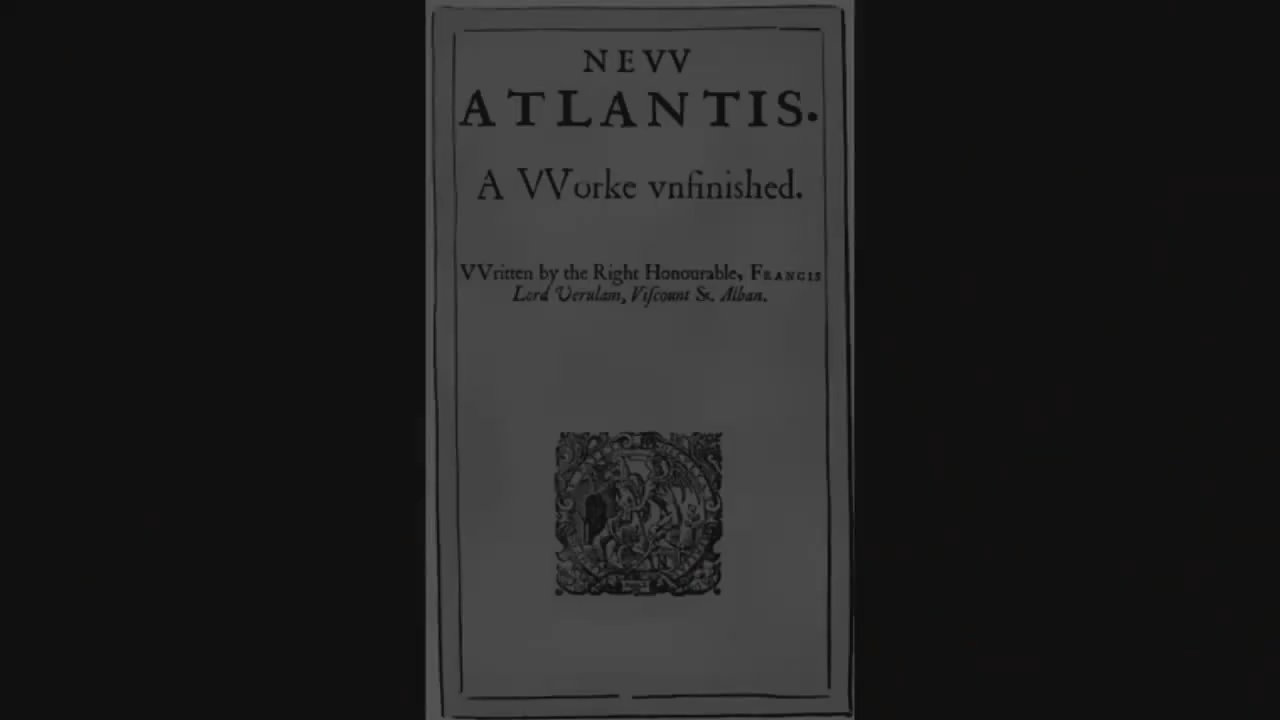 NEVV
ATLANTIS.
A VVorke vnfinished.
VVritten by the Right Honourable, FRANCIS
Lord Verulam, Viſcount St. Alban.